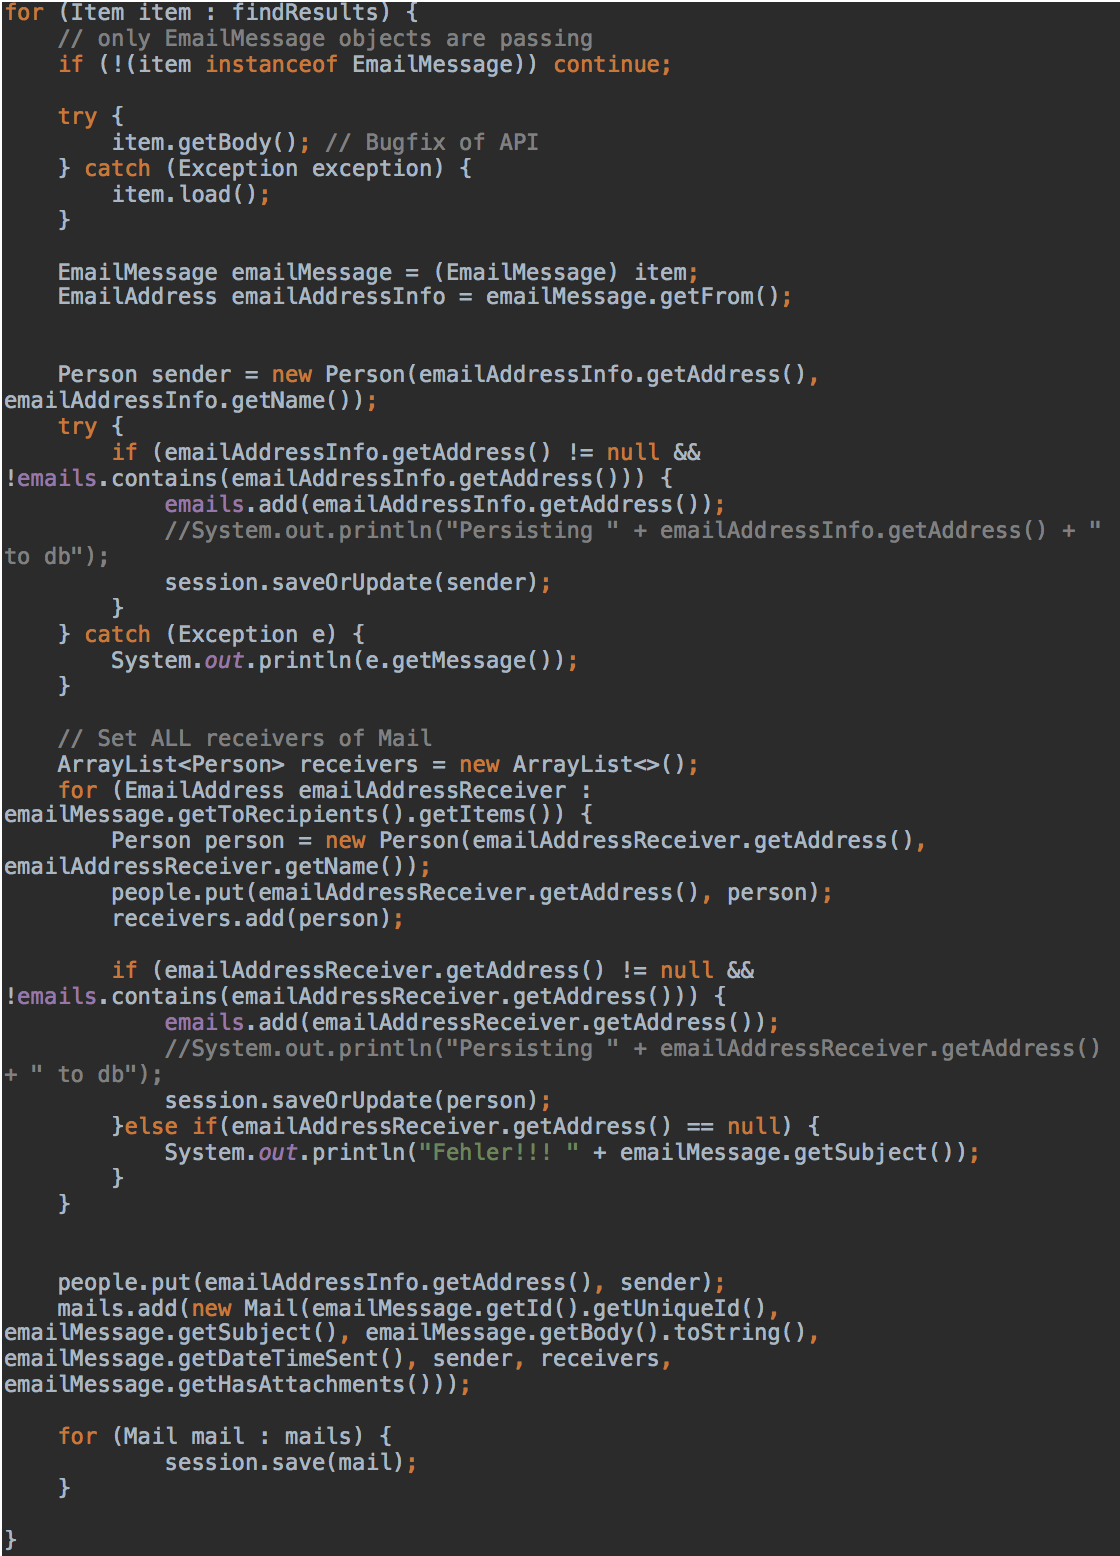 for (Item item : findResults) {
    // only EmailMessage objects are passing
    if (!(item instanceof EmailMessage)) continue;

    try {
        item.getBody(); // Bugfix of API
    } catch (Exception exception) {
        item.load();
    }

    EmailMessage emailMessage = (EmailMessage) item;
    EmailAddress emailAddressInfo = emailMessage.getFrom();


    Person sender = new Person(emailAddressInfo.getAddress(),
emailAddressInfo.getName());
    try {
        if (emailAddressInfo.getAddress() != null &&
!emails.contains(emailAddressInfo.getAddress())) {
            emails.add(emailAddressInfo.getAddress());
            //System.out.println("Persisting " + emailAddressInfo.getAddress() + "
to db");
            session.saveOrUpdate(sender);
        }
    } catch (Exception e) {
        System.out.println(e.getMessage());
    }

    // Set ALL receivers of Mail
    ArrayList<Person> receivers = new ArrayList<>();
    for (EmailAddress emailAddressReceiver :
emailMessage.getToRecipients().getItems()) {
        Person person = new Person(emailAddressReceiver.getAddress(),
emailAddressReceiver.getName());
        people.put(emailAddressReceiver.getAddress(), person);
        receivers.add(person);

        if (emailAddressReceiver.getAddress() != null &&
!emails.contains(emailAddressReceiver.getAddress())) {
            emails.add(emailAddressReceiver.getAddress());
            //System.out.println("Persisting " + emailAddressReceiver.getAddress()
+ " to db");
            session.saveOrUpdate(person);
        }else if(emailAddressReceiver.getAddress() == null) {
            System.out.println("Fehler!!! " + emailMessage.getSubject());
        }
    }


    people.put(emailAddressInfo.getAddress(), sender);
    mails.add(new Mail(emailMessage.getId().getUniqueId(),
emailMessage.getSubject(), emailMessage.getBody().toString(),
emailMessage.getDateTimeSent(), sender, receivers,
emailMessage.getHasAttachments()));

    for (Mail mail : mails) {
            session.save(mail);
    }

}